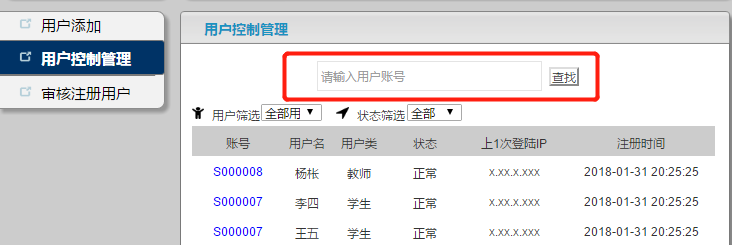 用户添加
用户控制管理
审核注册用户
用户控制管理
请输入用户账号 查找
用户筛选 全部用 状态筛选 全部
账号 用户名 用户类 状态 上1次登陆IP 注册时间
S000008 杨枨 教师 正常 x.xx.x.xxx 2018-01-31 20:25:25
S000007 李四 学生 正常 x.xx.x.xxx 2018-01-31 20:25:25
S000007 王五 学生 正常 x.xx.x.xxx 2018-01-31 20:25:25